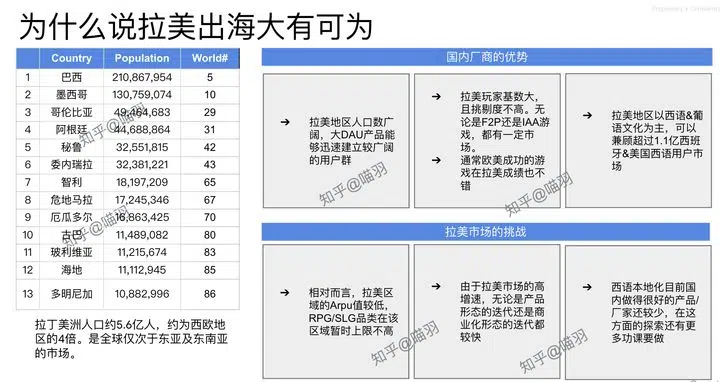 Proprietary + Confidential
为什么说拉美出海大有可为
Country Population World#
1 巴西 210,867,954 5
2 墨西哥 130,759,074 10
3 哥伦比亚 49,464,683 29
4 阿根廷 44,688,864 31
5 秘鲁 32,551,815 42
6 委内瑞拉 32,381,221 43
7 智利 18,197,209 65
8 危地马拉 17,245,346 67
9 厄瓜多尔 16,863,425 70
10 古巴 11,489,082 80
11 玻利维亚 11,215,674 83
12 海地 11,112,945 85
13 多明尼加 10,882,996 86
拉丁美洲人口约5.6亿人，约为西欧地
区的4倍。是全球仅次于东亚及东南亚
的市场。
国内厂商的优势
➔ 拉美地区人口数广
阔，大DAU产品能
够迅速建立较广阔
的用户群
➔ 拉美玩家基数大，
且挑剔度不高。无
论是F2P还是IAA游
戏，都有一定市
场。
➔ 通常欧美成功的游
戏在拉美成绩也不
错
➔ 拉美地区以西语&葡
语文化为主，可以
兼顾超过1.1亿西班
牙&美国西语用户市
场
拉美市场的挑战
➔ 相对而言，拉美区
域的Arpu值较低，
RPG/SLG品类在该
区域暂时上限不高
➔ 由于拉美市场的高
增速，无论是产品
形态的迭代还是商
业化形态的迭代都
较快
➔ 西语本地化目前国
内做得很好的产品/
厂家还较少，在这
方面的探索还有更
多功课要做
知乎@喵羽
知乎@喵羽
知乎@喵羽
知乎@喵羽
知乎@喵羽
知乎@喵羽